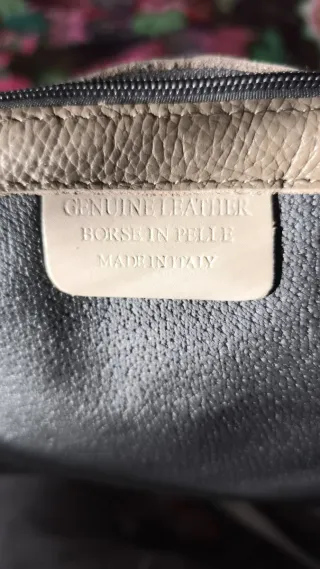 GENUINE LEATHER
BORSE IN PELLE
MADE IN ITALY